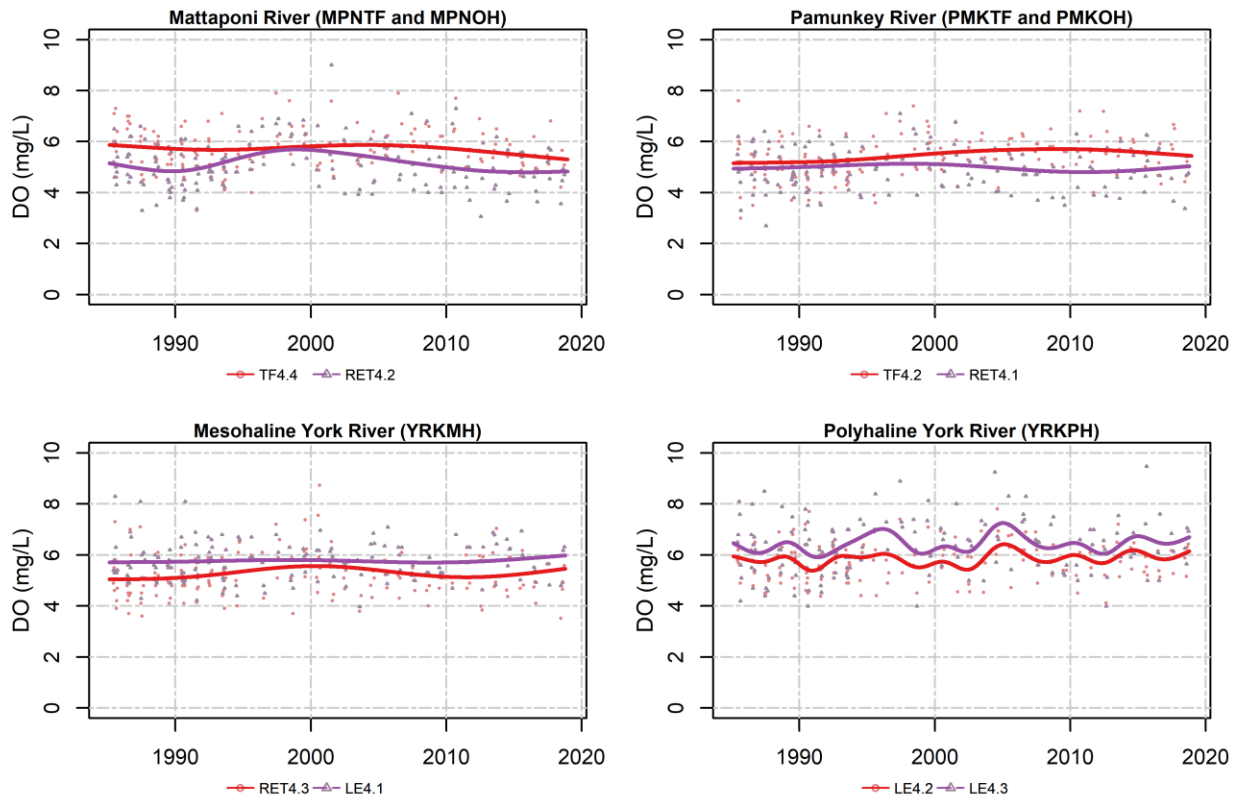 Mattaponi River (MPNTF and MPNOH)
DO (mg/L)
10
8
6
4
2
0
1990 2000 2010 2020
TF4.4 RET4.2
Pamunkey River (PMKTF and PMKOH)
DO (mg/L)
10
8
6
4
2
0
1990 2000 2010 2020
TF4.2 RET4.1
Mesohaline York River (YRKMH)
DO (mg/L)
10
8
6
4
2
0
1990 2000 2010 2020
RET4.3 LE4.1
Polyhaline York River (YRKPH)
DO (mg/L)
10
8
6
4
2
0
1990 2000 2010 2020
LE4.2 LE4.3